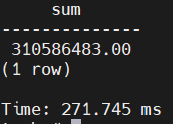 sum
--------------
310586483.00
(1 row)
Time: 271.745 ms